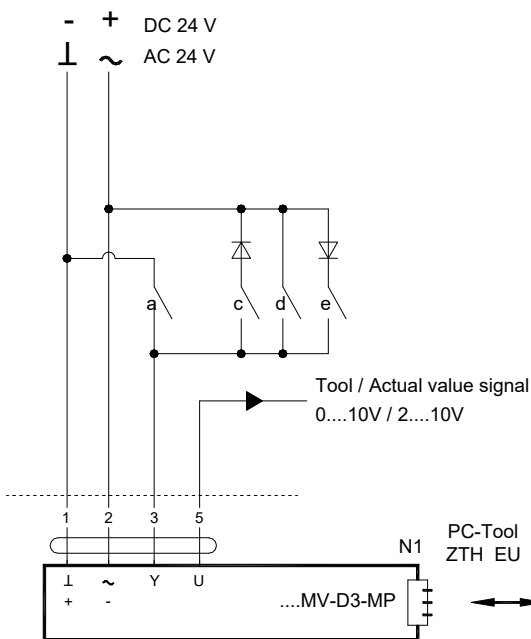 - + DC 24 V
⊥ ~ AC 24 V
a c d e
Tool / Actual value signal
0....10V / 2....10V
1 2 3 5
N1
PC-Tool
ZTH EU
⊥ ~ Y U
+ -
....MV-D3-MP